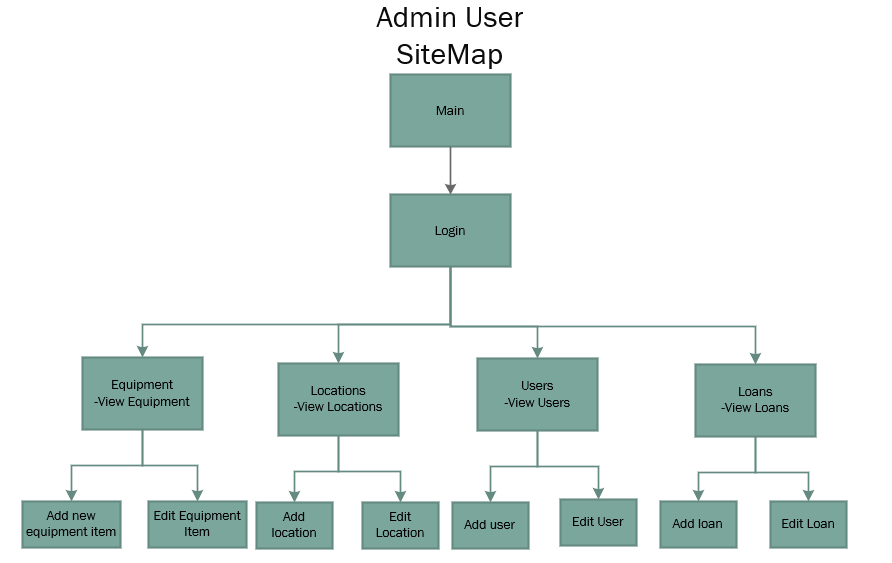 Admin User
SiteMap
Main
Login
Equipment
-View Equipment
Locations
-View Locations
Users
-View Users
Loans
-View Loans
Add new
equipment item
Edit Equipment
Item
Add
location
Edit
Location
Add user
Edit User
Add loan
Edit Loan